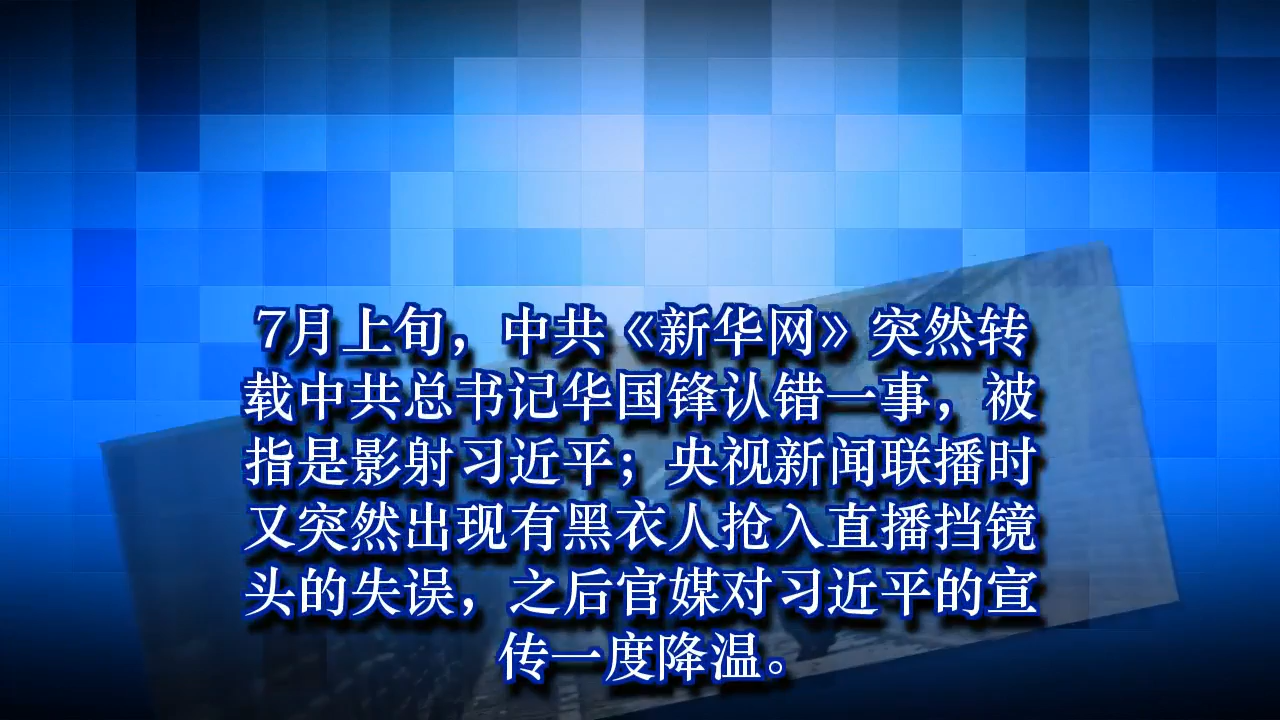 7月上旬，中共《新华网》突然转
载中共总书记华国锋认错一事，被
指是影射习近平；央视新闻联播时
又突然出现有黑衣人抢入直播挡镜
头的失误，之后官媒对习近平的宣
传一度降温。